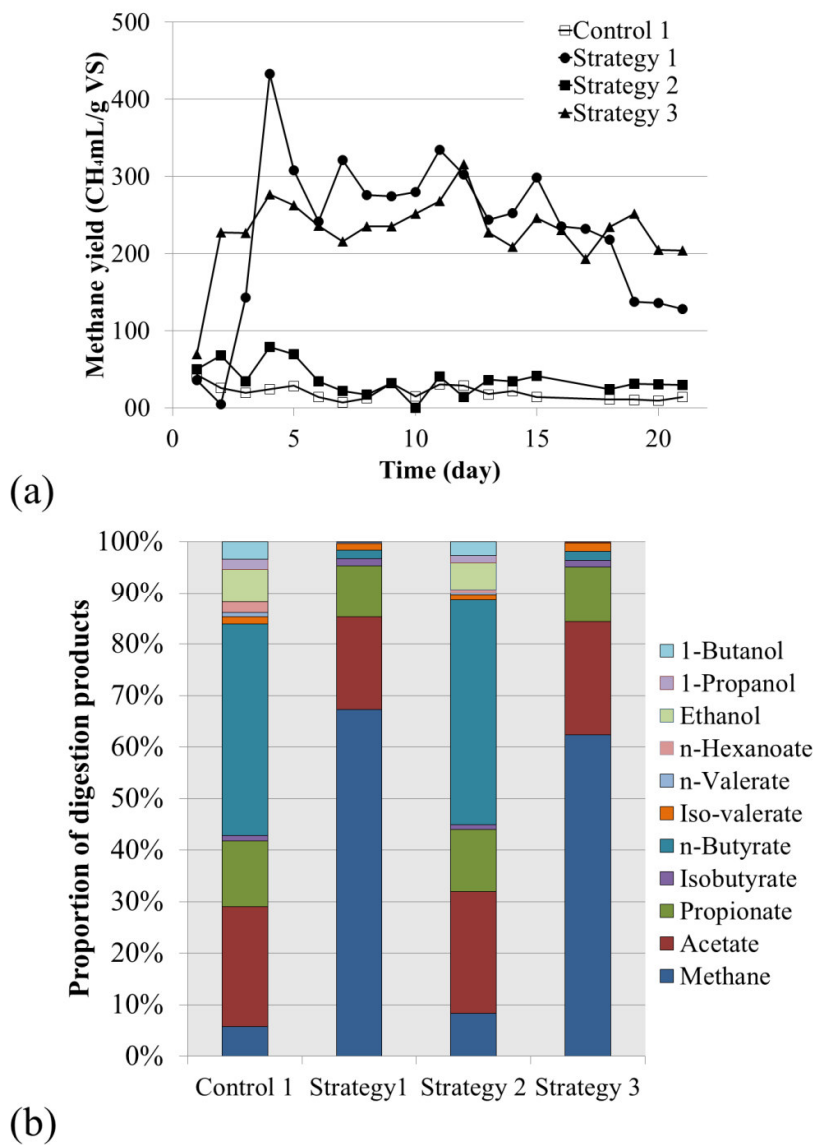 500
400
300
200
100
00
Methane yield (CH₄mL/g VS)
Control 1
Strategy 1
Strategy 2
Strategy 3
0 5 10 15 20
Time (day)
(a)
100%
90%
80%
70%
60%
50%
40%
30%
20%
10%
0%
Proportion of digestion products
1-Butanol
1-Propanol
Ethanol
n-Hexanoate
n-Valerate
Iso-valerate
n-Butyrate
Isobutyrate
Propionate
Acetate
Methane
Control 1 Strategy1 Strategy 2 Strategy 3
(b)